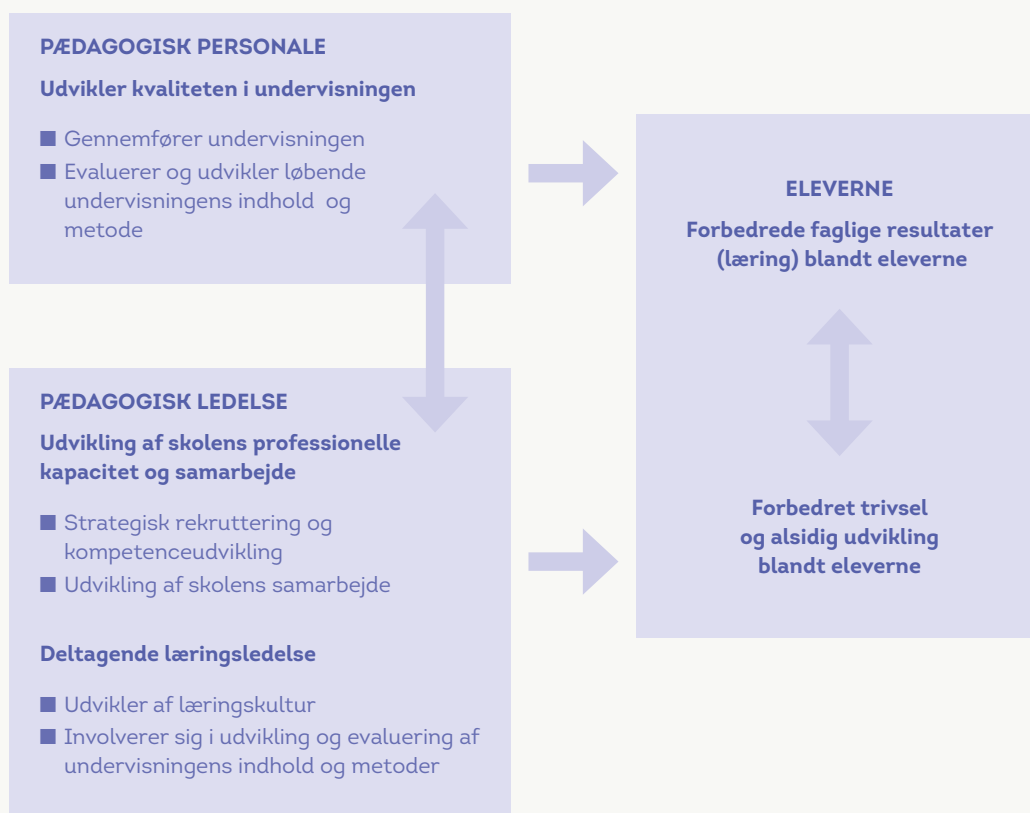 PÆDAGOGISK PERSONALE
Udvikler kvaliteten i undervisningen
■ Gennemfører undervisningen
■ Evaluerer og udvikler løbende
undervisningens indhold og
metode
PÆDAGOGISK LEDELSE
Udvikling af skolens professionelle
kapacitet og samarbejde
■ Strategisk rekruttering og
kompetenceudvikling
■ Udvikling af skolens samarbejde
Deltagende læringsledelse
■ Udvikler af læringskultur
■ Involverer sig i udvikling og evaluering af
undervisningens indhold og metoder
ELEVERNE
Forbedrede faglige resultater
(læring) blandt eleverne
Forbedret trivsel
og alsidig udvikling
blandt eleverne